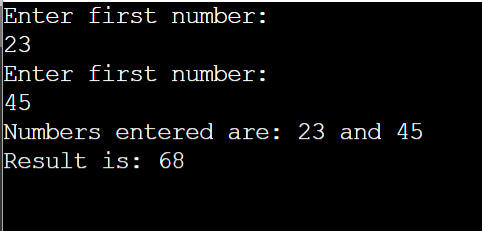 Enter first number:
23
Enter first number:
45
Numbers entered are: 23 and 45
Result is: 68